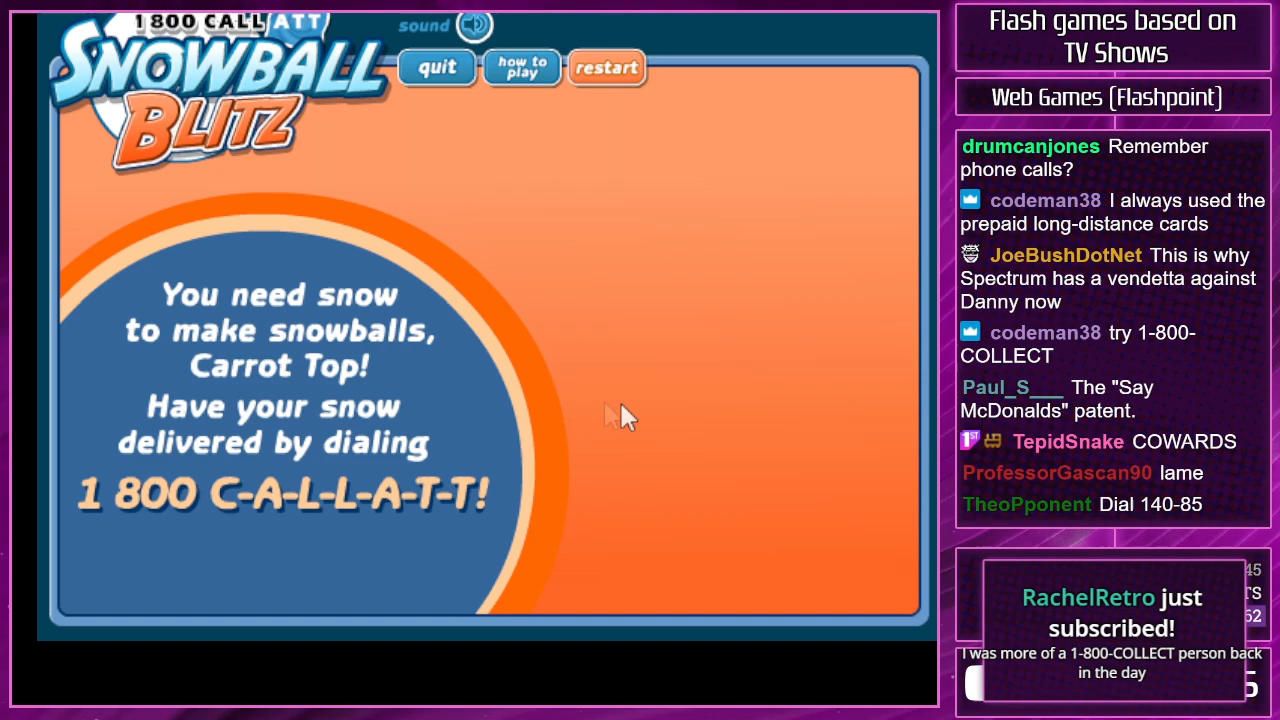 1 800 CALL ATT
SNOWBALL
BLITZ
sound
quit
how to
play
restart
You need snow
to make snowballs,
Carrot Top!
Have your snow
delivered by dialing
1 800 C-A-L-L-A-T-T!
Flash games based on
TV Shows
Web Games (Flashpoint)
drumcanjones Remember
phone calls?
codeman38 I always used the
prepaid long-distance cards
JoeBushDotNet This is why
Spectrum has a vendetta against
Danny now
codeman38 try 1-800-
COLLECT
Paul_S___ The "Say
McDonalds" patent.
1ST TepidSnake COWARDS
ProfessorGascan90 lame
TheoPponent Dial 140-85
45
TS
62
RachelRetro just
subscribed!
I was more of a 1-800-COLLECT person back
in the day